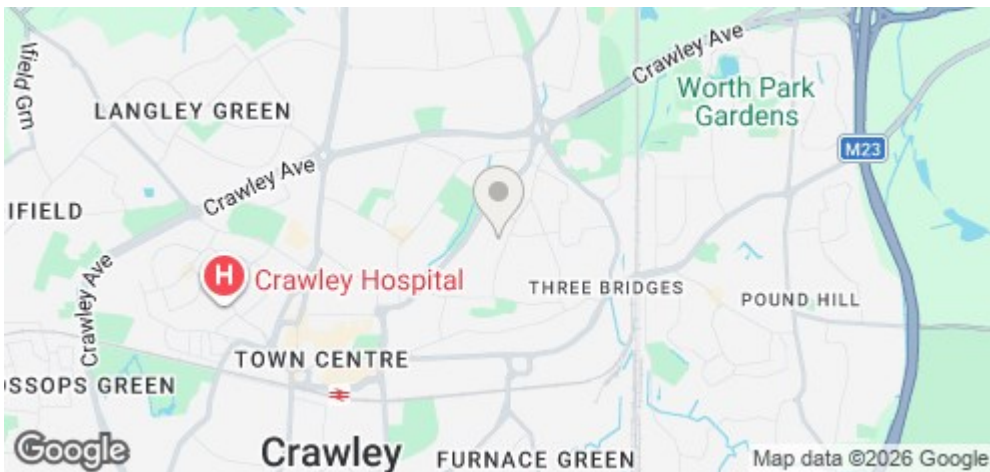 Ifield Grn
LANGLEY GREEN
Crawley Ave
Worth Park
Gardens
M23
Crawley Ave
IFIELD
H
Crawley Hospital
THREE BRIDGES
POUND HILL
Crawley Ave
TOWN CENTRE
OSSOPS GREEN
Crawley
FURNACE GREEN
Google
Map data ©2026 Google